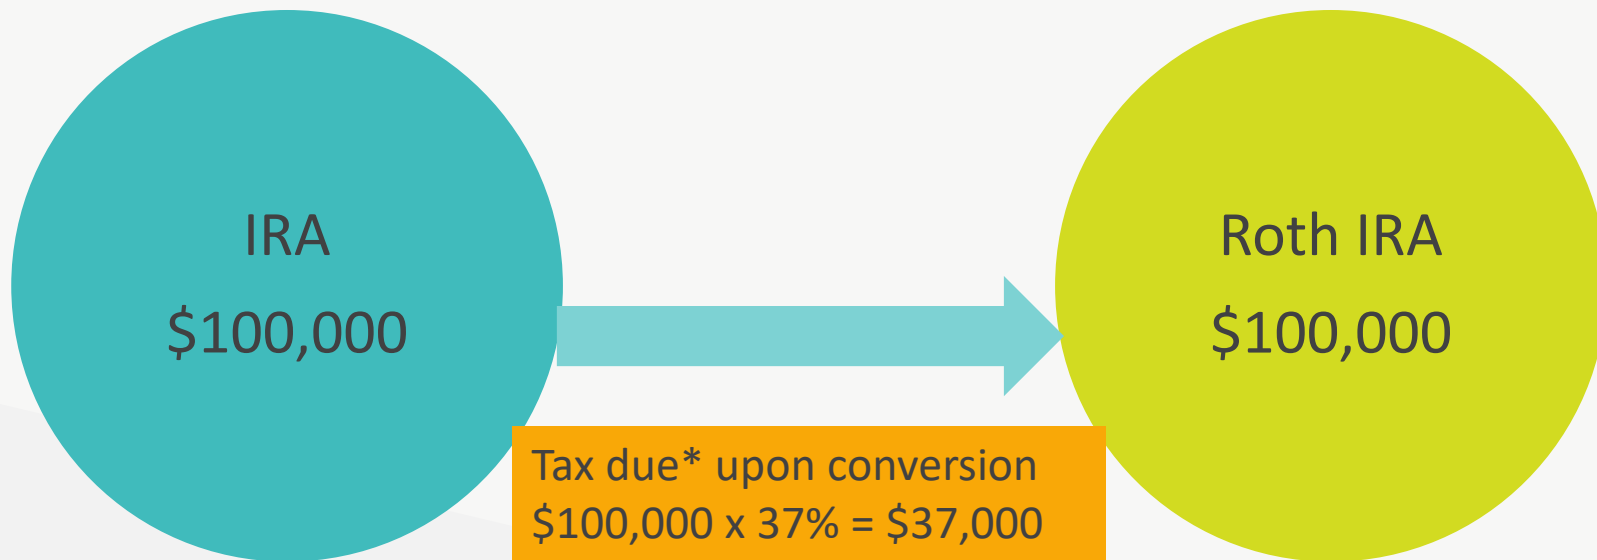 IRA
$100,000
Roth IRA
$100,000
Tax due* upon conversion
$100,000 x 37% = $37,000